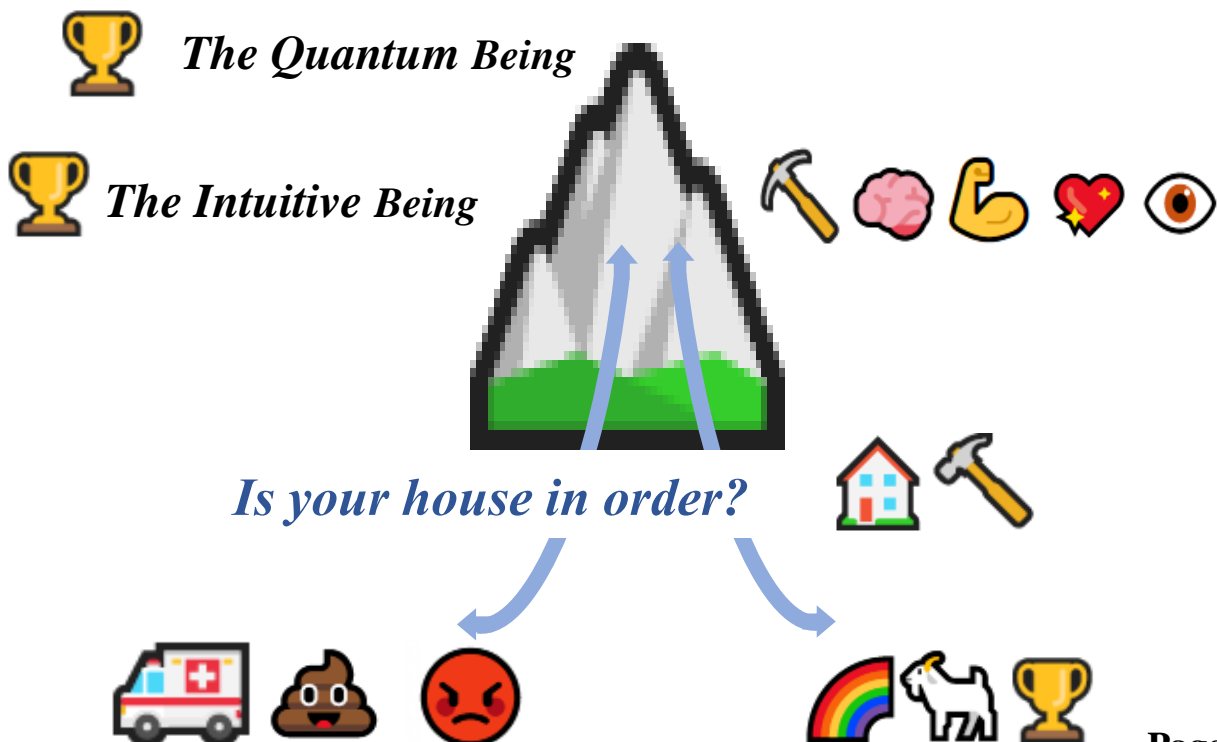 The Quantum Being
The Intuitive Being
Is your house in order?